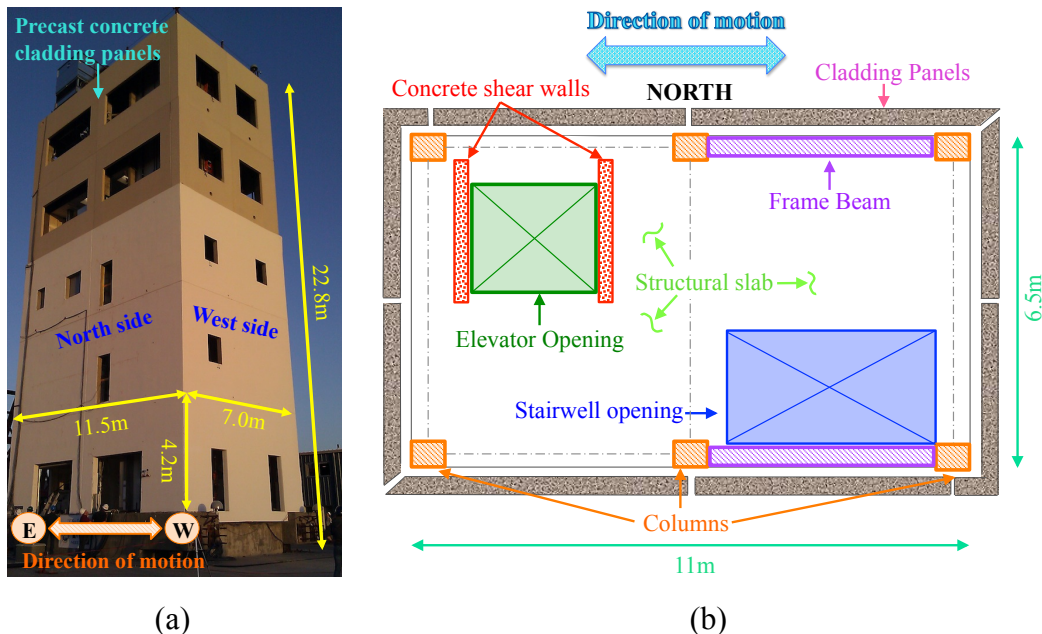 Precast concrete
cladding panels
North side
West side
22.8m
11.5m
7.0m
4.2m
E
W
Direction of motion
(a)
Direction of motion
NORTH
Cladding Panels
Concrete shear walls
Frame Beam
Structural slab
Elevator Opening
Stairwell opening
6.5m
Columns
11m
(b)